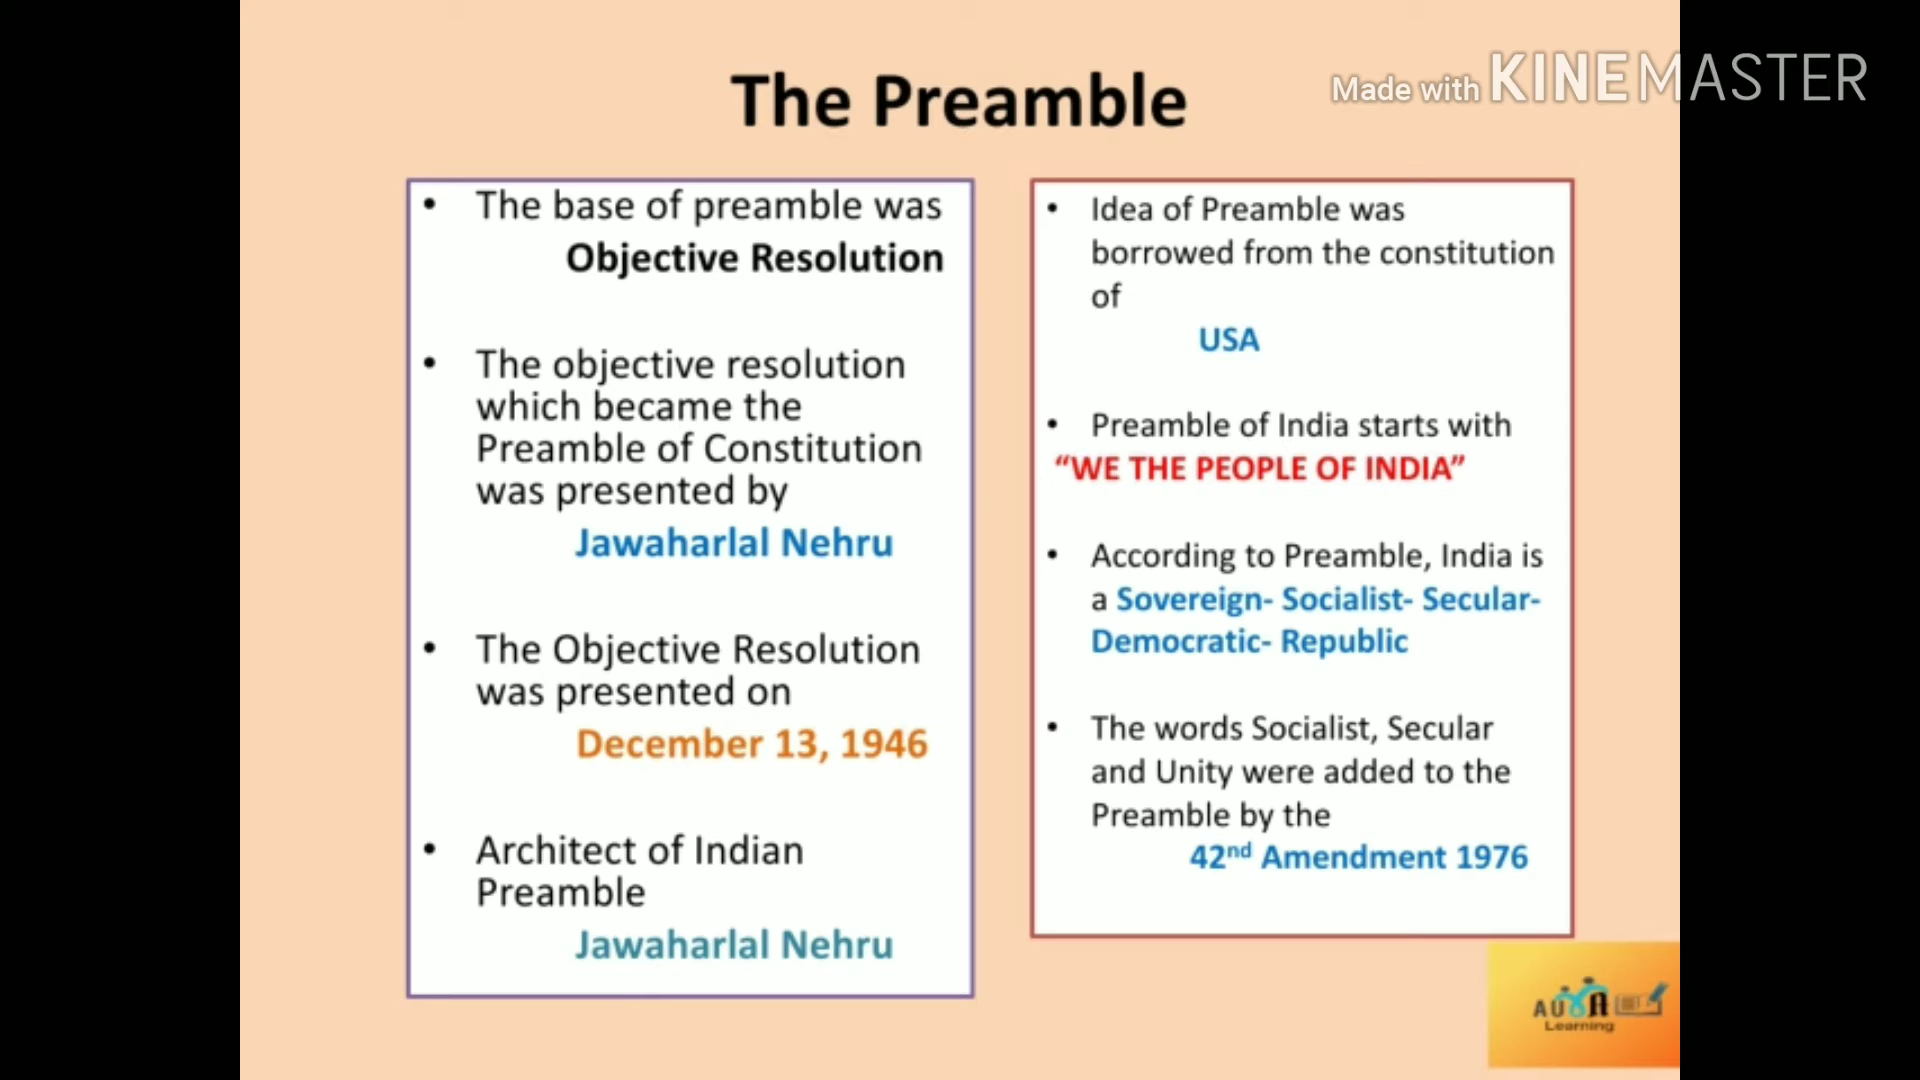 The Preamble
Made with KINEMASTER
• The base of preamble was
Objective Resolution
• The objective resolution
which became the
Preamble of Constitution
was presented by
Jawaharlal Nehru
• The Objective Resolution
was presented on
December 13, 1946
• Architect of Indian
Preamble
Jawaharlal Nehru
• Idea of Preamble was
borrowed from the constitution
of
USA
• Preamble of India starts with
“WE THE PEOPLE OF INDIA”
• According to Preamble, India is
a Sovereign- Socialist- Secular-
Democratic- Republic
• The words Socialist, Secular
and Unity were added to the
Preamble by the
42nd Amendment 1976
Learning